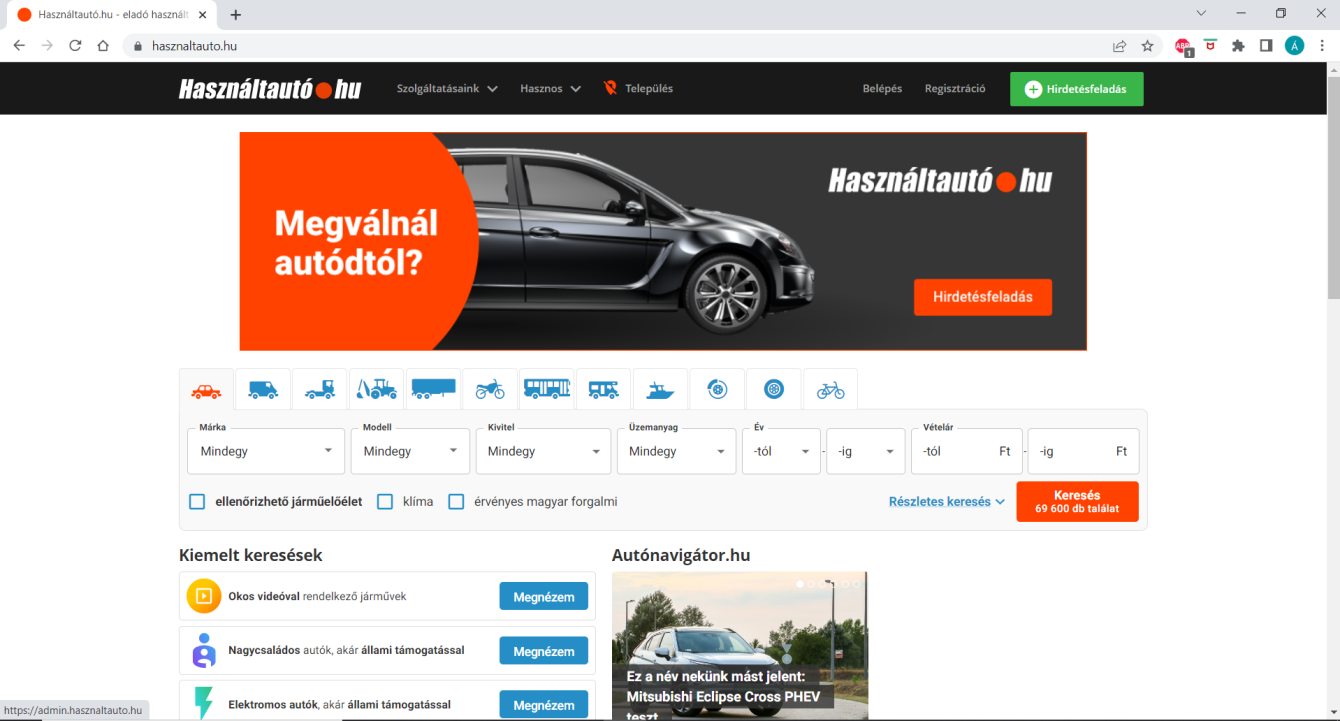 Használtautó.hu - eladó használt
hasznaltauto.hu
ABP
1
Á
Használtautó hu
Szolgáltatásaink
Hasznos
Település
Belépés
Regisztráció
Hirdetésfeladás
Megválnál
autódtól?
Használtautó hu
Hirdetésfeladás
Márka
Mindegy
Modell
Mindegy
Kivitel
Mindegy
Üzemanyag
Mindegy
Év
-tól
-
-ig
Vételár
-tól Ft
-
-ig Ft
ellenőrizhető járműelőélet
klíma
érvényes magyar forgalmi
Részletes keresés
Keresés
69 600 db találat
Kiemelt keresések
Okos videóval rendelkező járművek
Megnézem
Nagycsaládos autók, akár állami támogatással
Megnézem
Elektromos autók, akár állami támogatással
Megnézem
Autónavigátor.hu
Ez a név nekünk mást jelent:
Mitsubishi Eclipse Cross PHEV
teszt
https://admin.hasznaltauto.hu